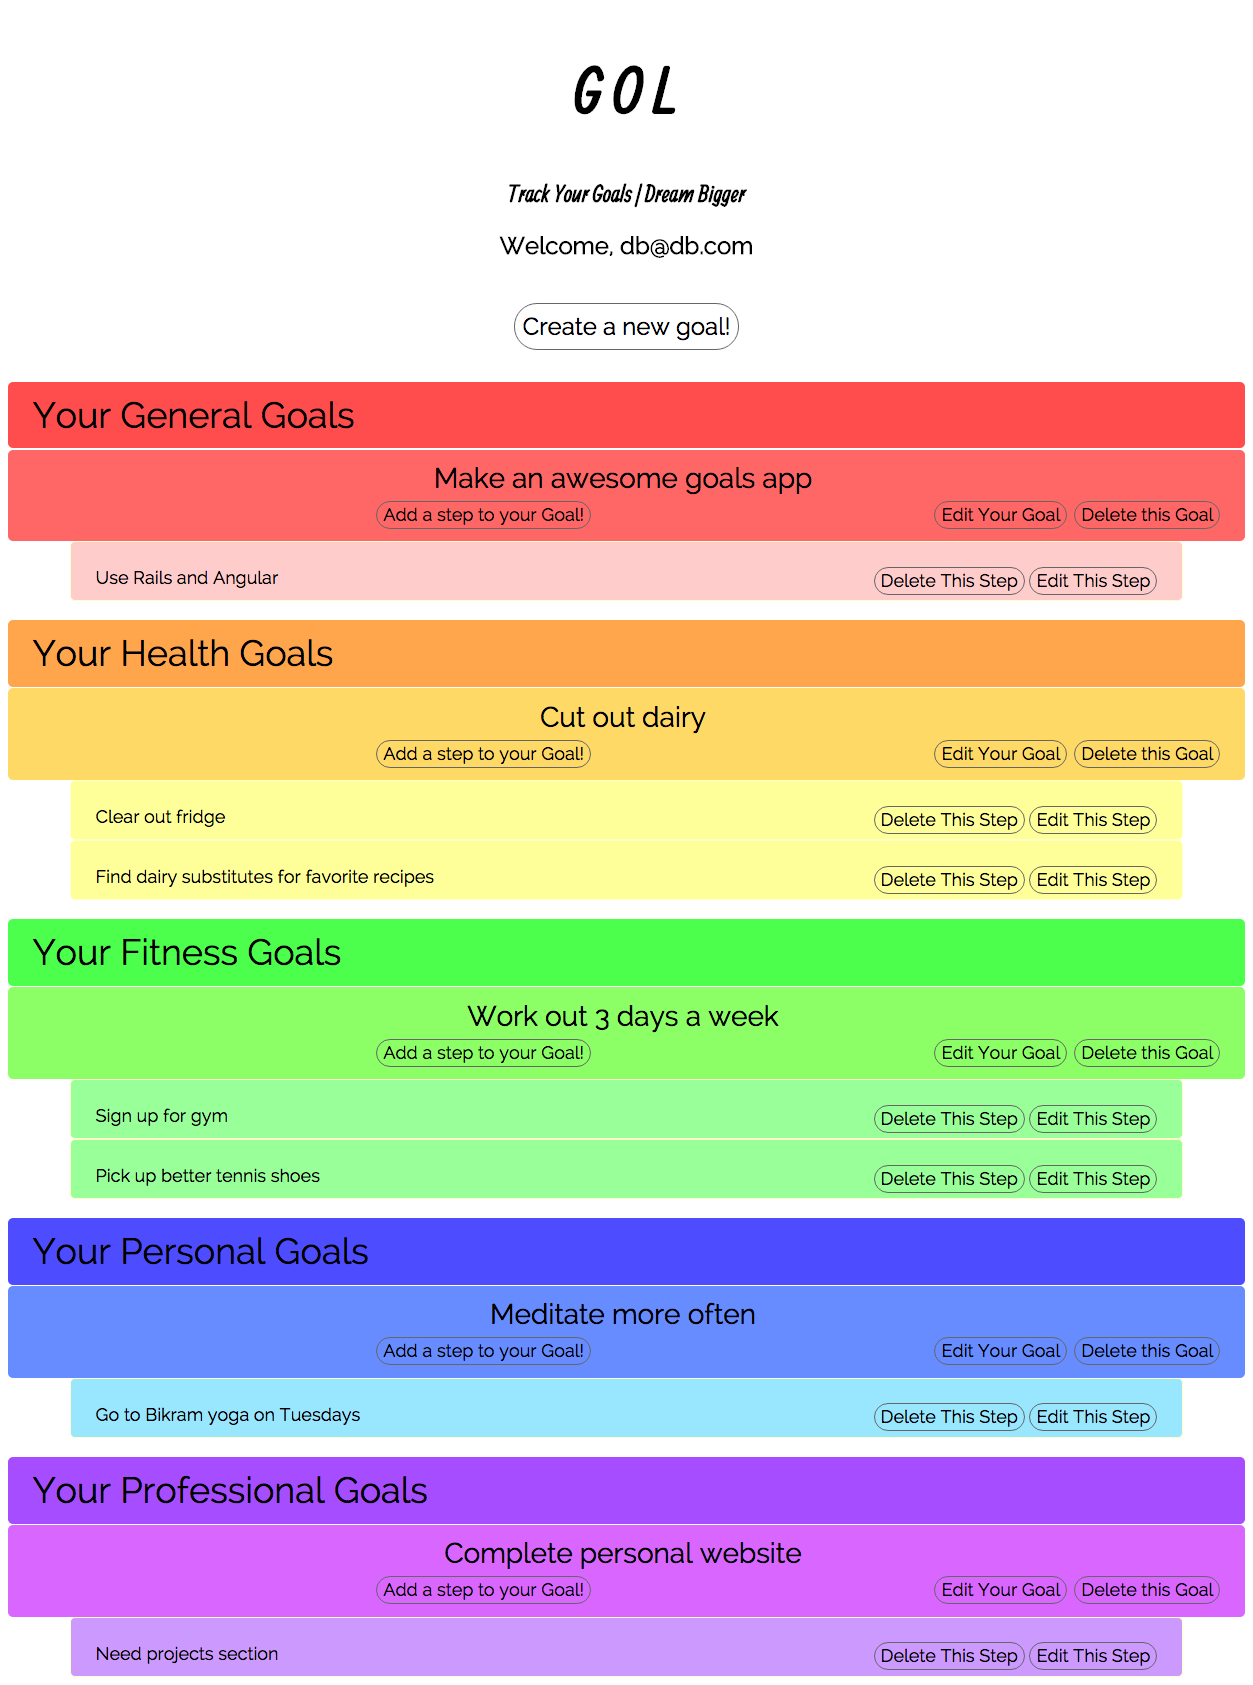 GOL
Track Your Goals | Dream Bigger
Welcome, db@db.com
Create a new goal!
Your General Goals
Make an awesome goals app
Add a step to your Goal! Edit Your Goal Delete this Goal
Use Rails and Angular Delete This Step Edit This Step
Your Health Goals
Cut out dairy
Add a step to your Goal! Edit Your Goal Delete this Goal
Clear out fridge Delete This Step Edit This Step
Find dairy substitutes for favorite recipes Delete This Step Edit This Step
Your Fitness Goals
Work out 3 days a week
Add a step to your Goal! Edit Your Goal Delete this Goal
Sign up for gym Delete This Step Edit This Step
Pick up better tennis shoes Delete This Step Edit This Step
Your Personal Goals
Meditate more often
Add a step to your Goal! Edit Your Goal Delete this Goal
Go to Bikram yoga on Tuesdays Delete This Step Edit This Step
Your Professional Goals
Complete personal website
Add a step to your Goal! Edit Your Goal Delete this Goal
Need projects section Delete This Step Edit This Step